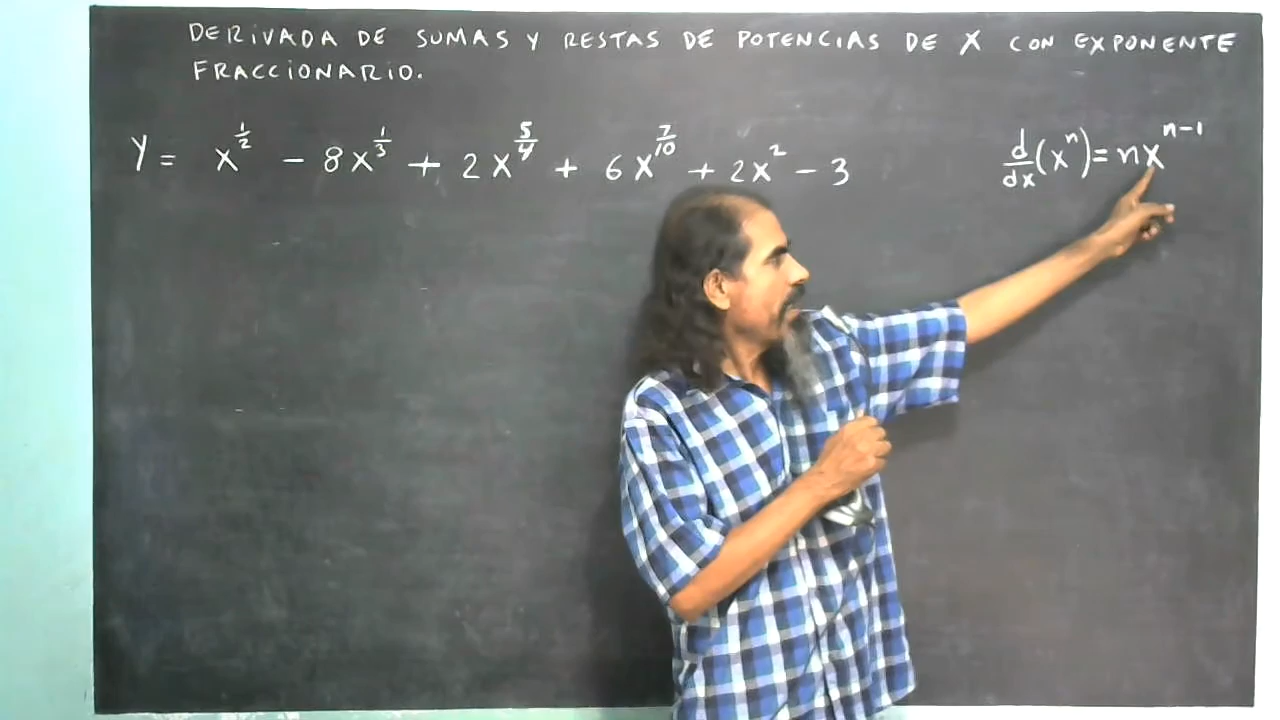 DERIVADA DE SUMAS Y RESTAS DE POTENCIAS DE X CON EXPONENTE
FRACCIONARIO.
Y = x^{1/2} - 8x^{1/3} + 2x^{5/4} + 6x^{7/10} + 2x^2 - 3
d/dx (x^n) = nx^{n-1}